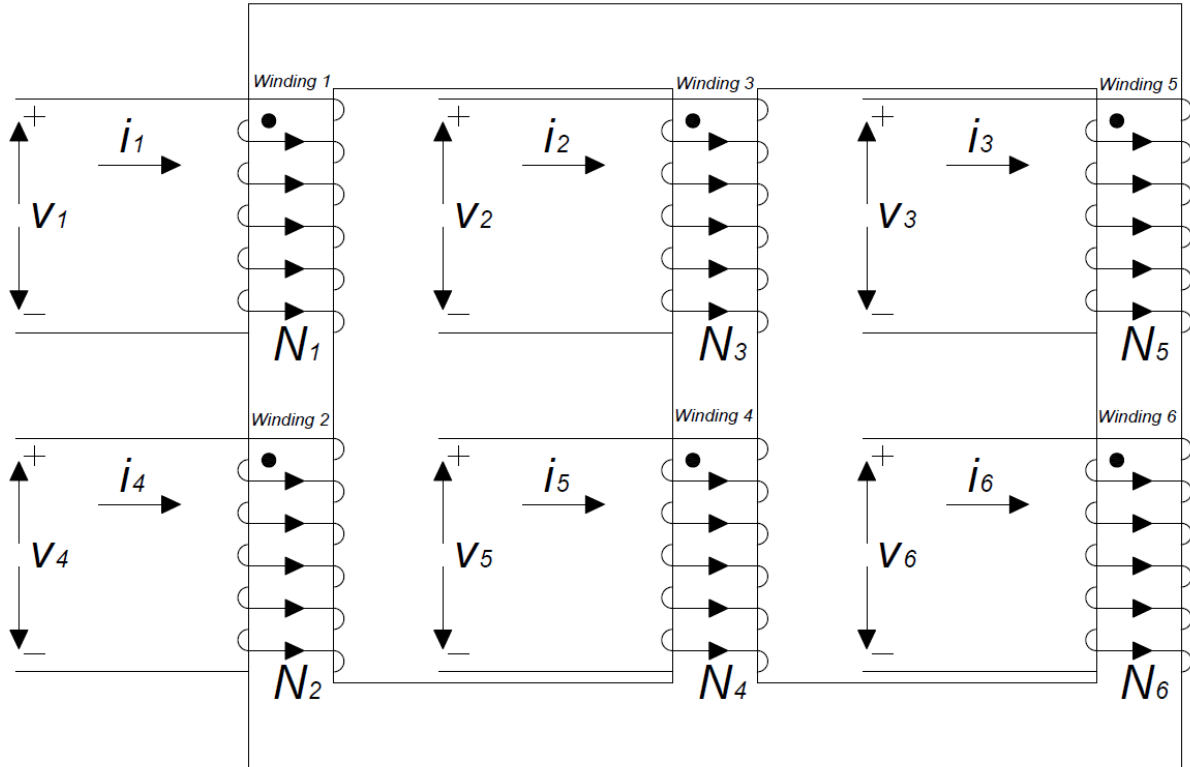 Winding 1 Winding 3 Winding 5
+ + +
i1 i2 i3
v1 v2 v3
– – –
N1 N3 N5
Winding 2 Winding 4 Winding 6
+ + +
i4 i5 i6
v4 v5 v6
– – –
N2 N4 N6